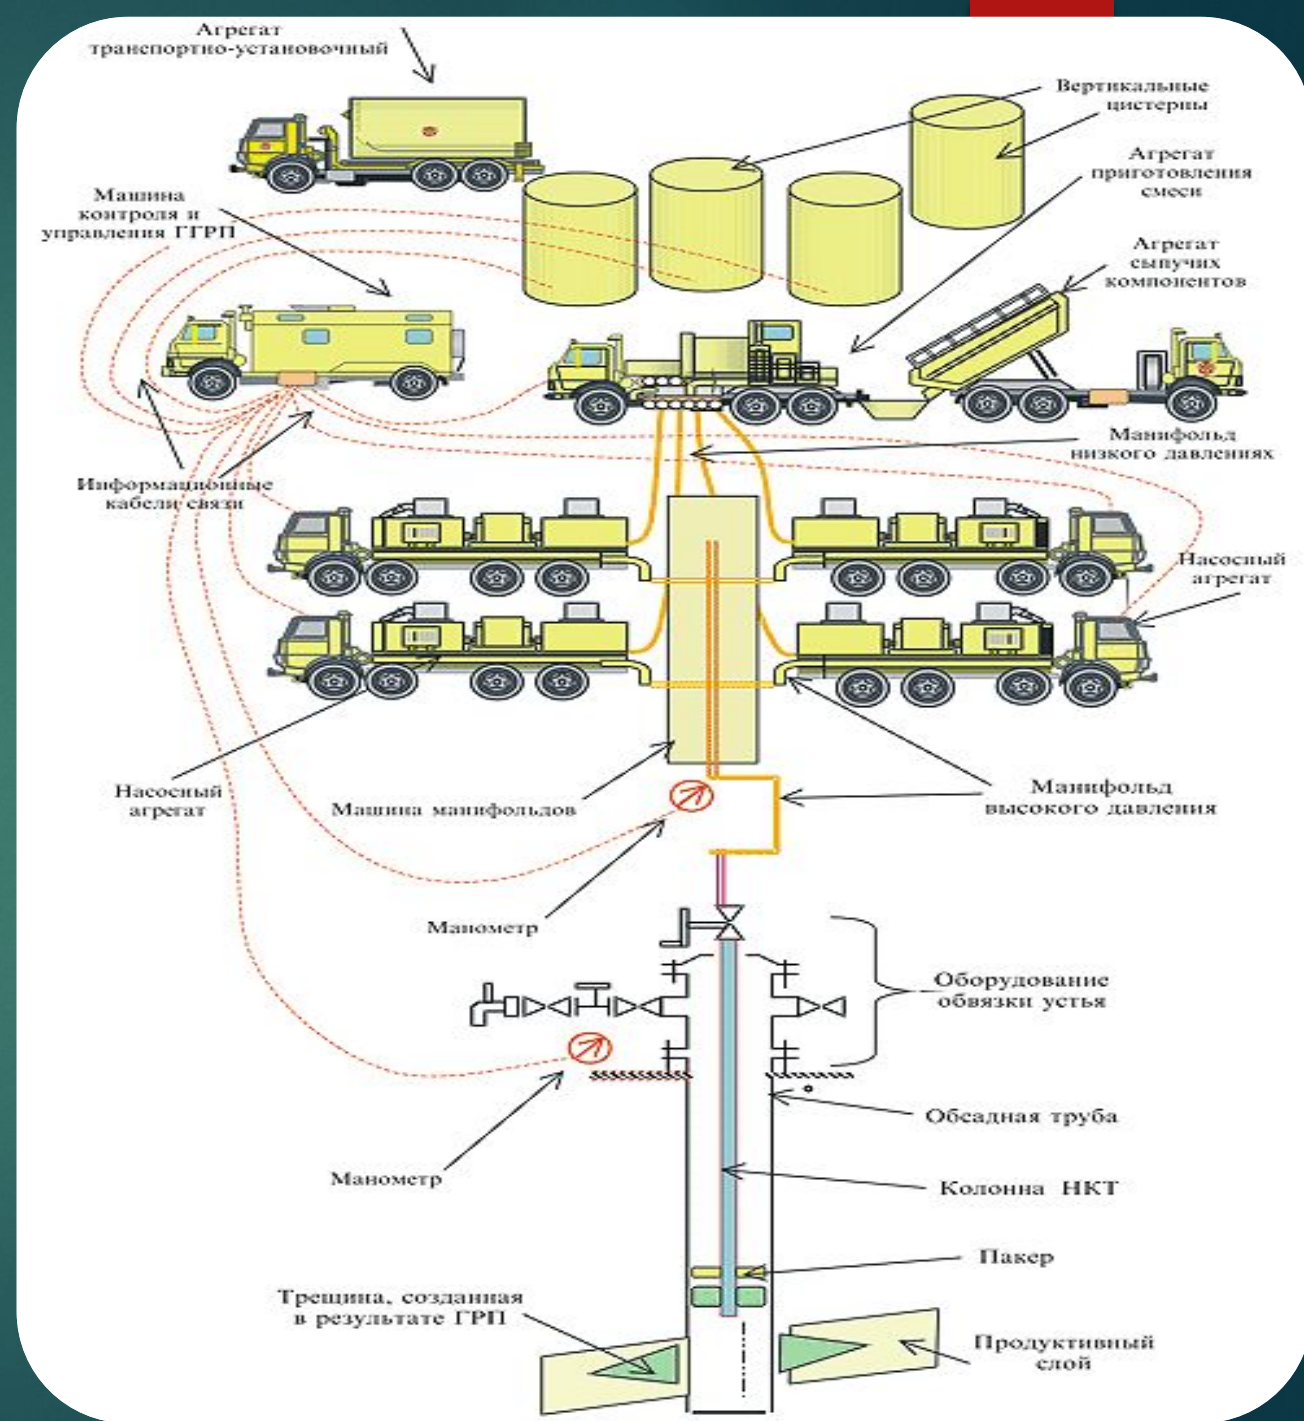 Агрегат
транспортно-установочный
Вертикальные
цистерны
Агрегат
приготовления
смеси
Машина
контроля и
управления ГГРП
Агрегат
сыпучих
компонентов
Манифольд
низкого давлениях
Информационные
кабели связи
Насосный
агрегат
Насосный
агрегат
Машина манифольдов
Манифольд
высокого давления
Манометр
Оборудование
обвязки устья
Обсадная труба
Манометр
Колонна НКТ
Пакер
Трещина, созданная
в результате ГРП
Продуктивный
слой